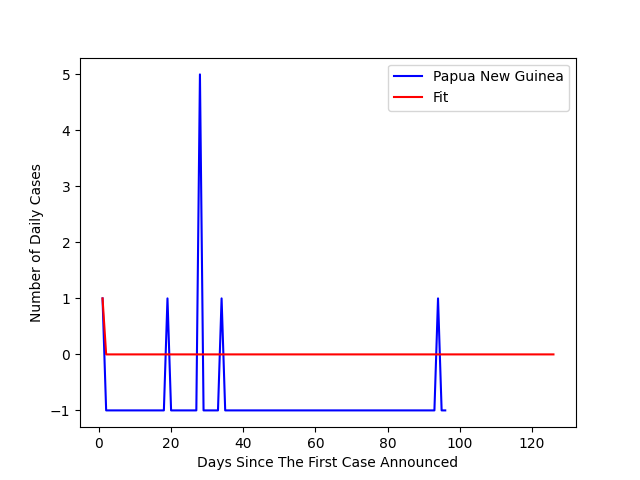 Papua New Guinea
Fit
Number of Daily Cases
5
4
3
2
1
0
−1
0 20 40 60 80 100 120
Days Since The First Case Announced